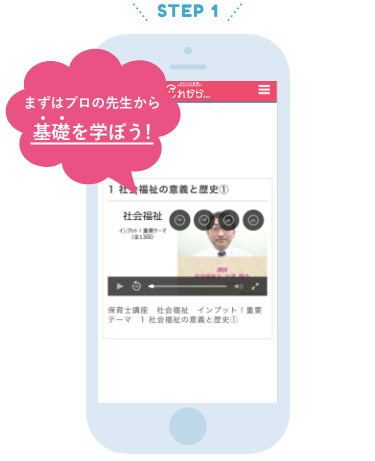 STEP 1
まずはプロの先生から
基礎を学ぼう!
れから...
1 社会福祉の意義と歴史①
社会福祉
インプット!重要テーマ
(全13回)
講師
保育士講座 社会福祉 インプット!重要
テーマ 1 社会福祉の意義と歴史①